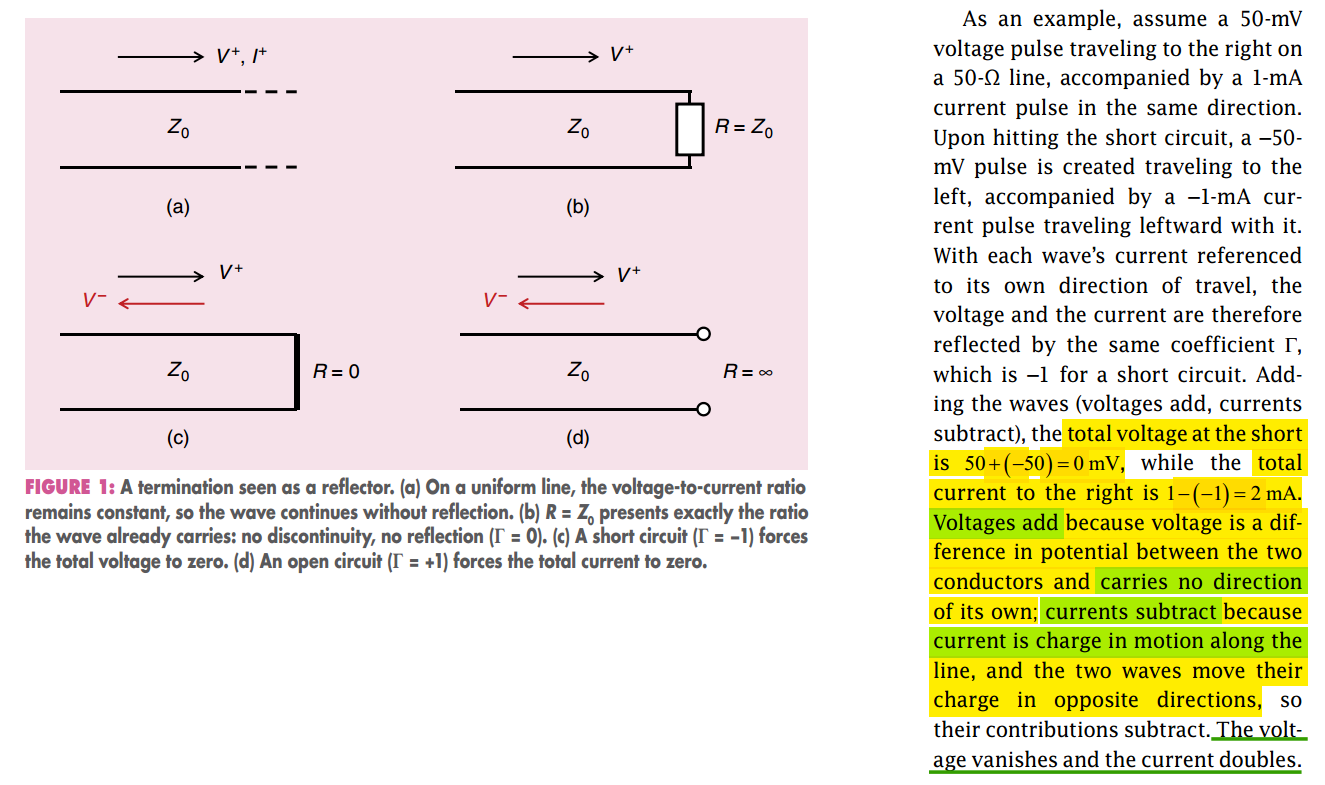 V⁺, I⁺
Z₀
(a)
V⁺
Z₀
R = Z₀
(b)
V⁺
V⁻
Z₀
R = 0
(c)
V⁺
V⁻
Z₀
R = ∞
(d)
FIGURE 1: A termination seen as a reflector. (a) On a uniform line, the voltage-to-current ratio
remains constant, so the wave continues without reflection. (b) R = Z₀ presents exactly the ratio
the wave already carries: no discontinuity, no reflection (Γ = 0). (c) A short circuit (Γ = −1) forces
the total voltage to zero. (d) An open circuit (Γ = +1) forces the total current to zero.
As an example, assume a 50-mV
voltage pulse traveling to the right on
a 50-Ω line, accompanied by a 1-mA
current pulse in the same direction.
Upon hitting the short circuit, a −50-
mV pulse is created traveling to the
left, accompanied by a −1-mA cur-
rent pulse traveling leftward with it.
With each wave's current referenced
to its own direction of travel, the
voltage and the current are therefore
reflected by the same coefficient Γ,
which is −1 for a short circuit. Add-
ing the waves (voltages add, currents
subtract), the total voltage at the short
is 50+(−50)=0 mV, while the total
current to the right is 1−(−1)=2 mA.
Voltages add because voltage is a dif-
ference in potential between the two
conductors and carries no direction
of its own; currents subtract because
current is charge in motion along the
line, and the two waves move their
charge in opposite directions, so
their contributions subtract. The volt-
age vanishes and the current doubles.